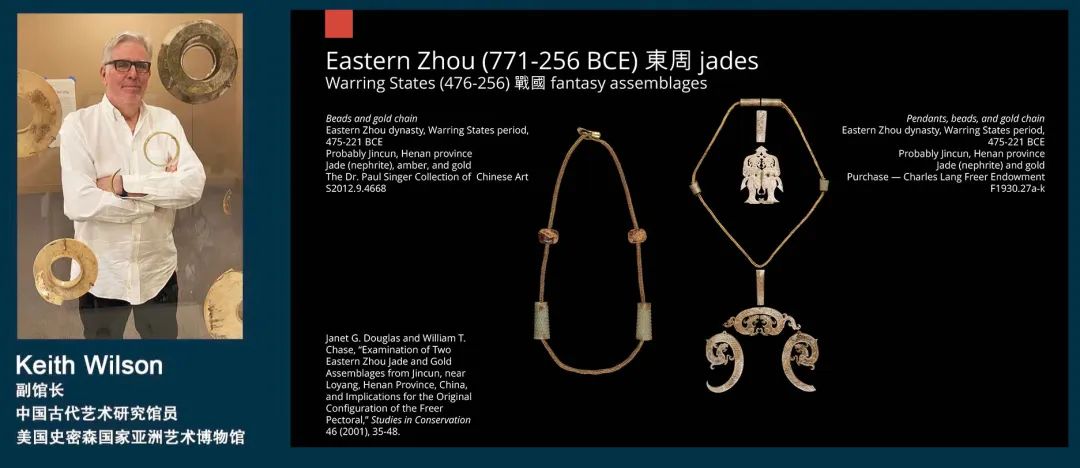 Eastern Zhou (771-256 BCE) 東周 jades
Warring States (476-256) 戰國 fantasy assemblages
Beads and gold chain
Eastern Zhou dynasty, Warring States period,
475-221 BCE
Probably Jincun, Henan province
Jade (nephrite), amber, and gold
The Dr. Paul Singer Collection of Chinese Art
S2012.9.4668
Pendants, beads, and gold chain
Eastern Zhou dynasty, Warring States period,
475-221 BCE
Probably Jincun, Henan province
Jade (nephrite) and gold
Purchase — Charles Lang Freer Endowment
F1930.27a-k
Janet G. Douglas and William T.
Chase, “Examination of Two
Eastern Zhou Jade and Gold
Assemblages from Jincun, near
Loyang, Henan Province, China,
and Implications for the Original
Configuration of the Freer
Pectoral,” Studies in Conservation
46 (2001), 35-48.
Keith Wilson
副馆长
中国古代艺术研究馆员
美国史密森国家亚洲艺术博物馆